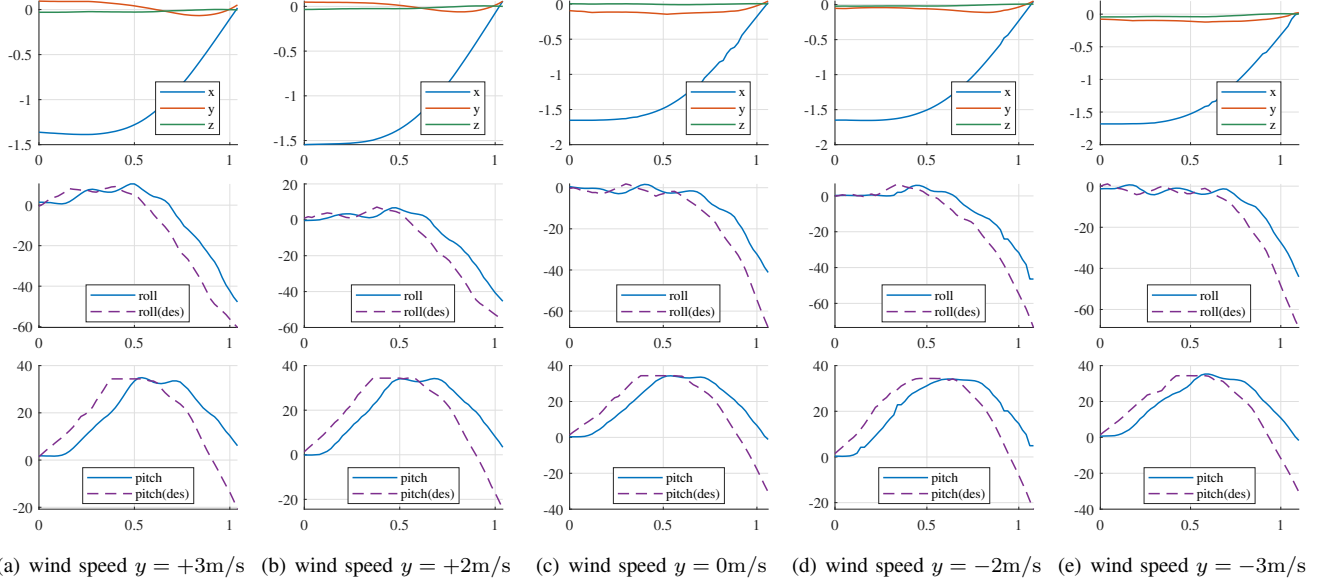 0
-0.5
-1
-1.5
0 0.5 1
x
y
z
0
-0.5
-1
-1.5
0 0.5 1
x
y
z
0
-0.5
-1
-1.5
-2
0 0.5 1
x
y
z
0
-0.5
-1
-1.5
-2
0 0.5 1
x
y
z
0
-0.5
-1
-1.5
-2
0 0.5 1
x
y
z
0
-20
-40
-60
0 0.5 1
roll
roll(des)
20
0
-20
-40
-60
0 0.5 1
roll
roll(des)
0
-20
-40
-60
0 0.5 1
roll
roll(des)
0
-20
-40
-60
0 0.5 1
roll
roll(des)
0
-20
-40
-60
0 0.5 1
roll
roll(des)
40
20
0
-20
0 0.5 1
pitch
pitch(des)
40
20
0
-20
0 0.5 1
pitch
pitch(des)
40
20
0
-20
-40
0 0.5 1
pitch
pitch(des)
40
20
0
-20
0 0.5 1
pitch
pitch(des)
40
20
0
-20
-40
0 0.5 1
pitch
pitch(des)
a) wind speed y = +3m/s (b) wind speed y = +2m/s (c) wind speed y = 0m/s (d) wind speed y = −2m/s (e) wind speed y = −3m/s